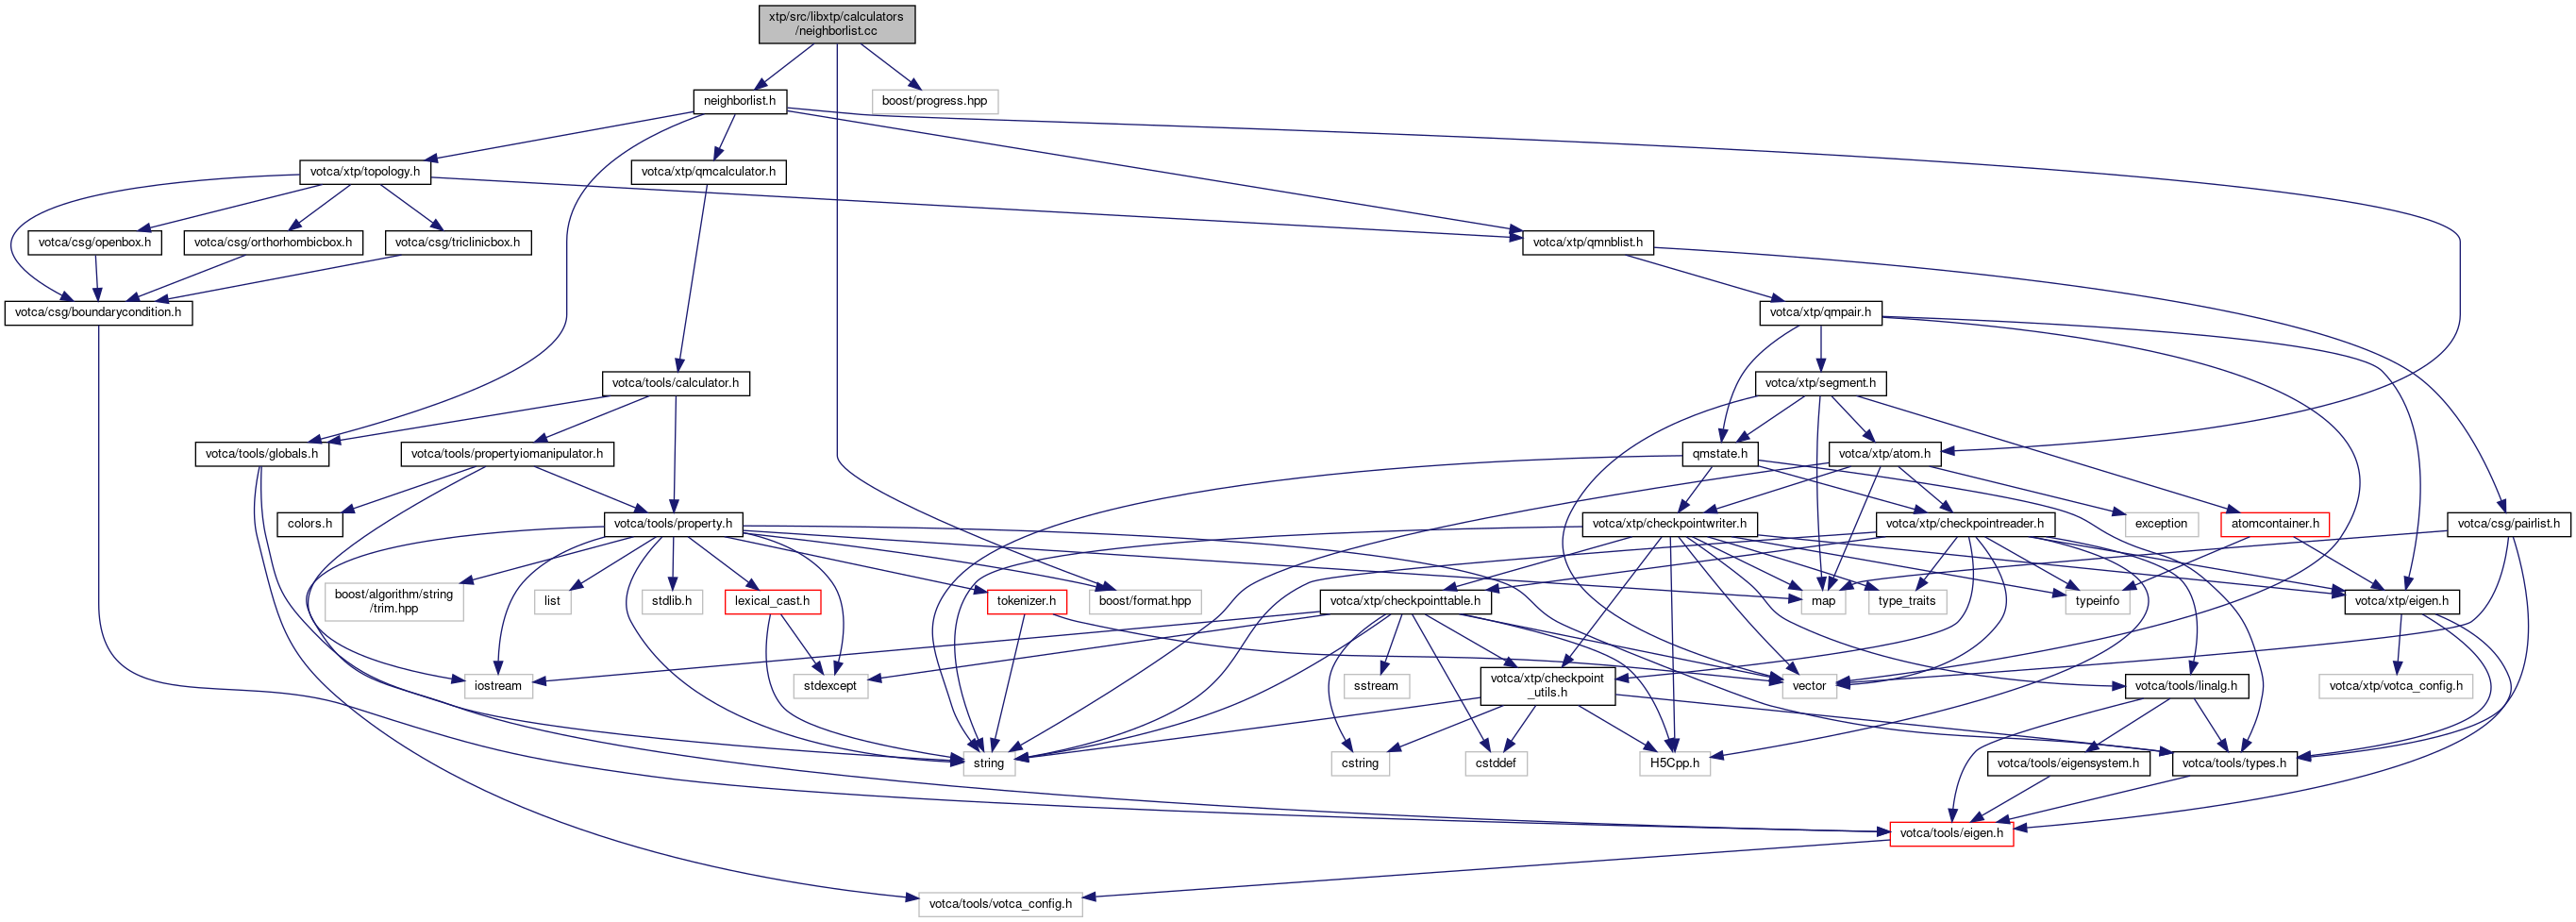 xtp/src/libxtp/calculators
/neighborlist.cc
neighborlist.h
boost/progress.hpp
votca/xtp/topology.h
votca/xtp/qmcalculator.h
votca/csg/openbox.h
votca/csg/orthorhombicbox.h
votca/csg/triclinicbox.h
votca/xtp/qmnblist.h
votca/csg/boundarycondition.h
votca/xtp/qmpair.h
votca/tools/calculator.h
votca/xtp/segment.h
votca/tools/globals.h
votca/tools/propertyiomanipulator.h
qmstate.h
votca/xtp/atom.h
colors.h
votca/tools/property.h
votca/xtp/checkpointwriter.h
votca/xtp/checkpointreader.h
exception
atomcontainer.h
votca/csg/pairlist.h
boost/algorithm/string
/trim.hpp
list
stdlib.h
lexical_cast.h
tokenizer.h
boost/format.hpp
votca/xtp/checkpointtable.h
map
type_traits
typeinfo
votca/xtp/eigen.h
iostream
stdexcept
sstream
votca/xtp/checkpoint
_utils.h
vector
votca/tools/linalg.h
votca/xtp/votca_config.h
string
cstring
cstddef
H5Cpp.h
votca/tools/eigensystem.h
votca/tools/types.h
votca/tools/eigen.h
votca/tools/votca_config.h